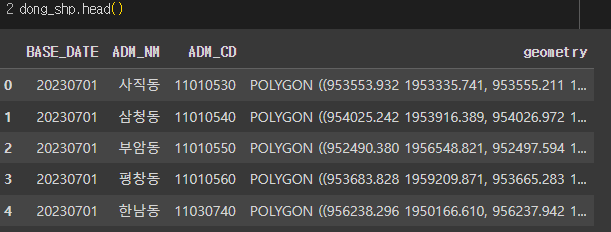 2 dong_shp.head()
BASE_DATE ADM_NM ADM_CD geometry
0 20230701 사직동 11010530 POLYGON ((953553.932 1953335.741, 953555.211 1...
1 20230701 삼청동 11010540 POLYGON ((954025.242 1953916.389, 954026.972 1...
2 20230701 부암동 11010550 POLYGON ((952490.380 1956548.821, 952497.594 1...
3 20230701 평창동 11010560 POLYGON ((953683.828 1959209.871, 953665.283 1...
4 20230701 한남동 11030740 POLYGON ((956238.296 1950166.610, 956237.942 1...